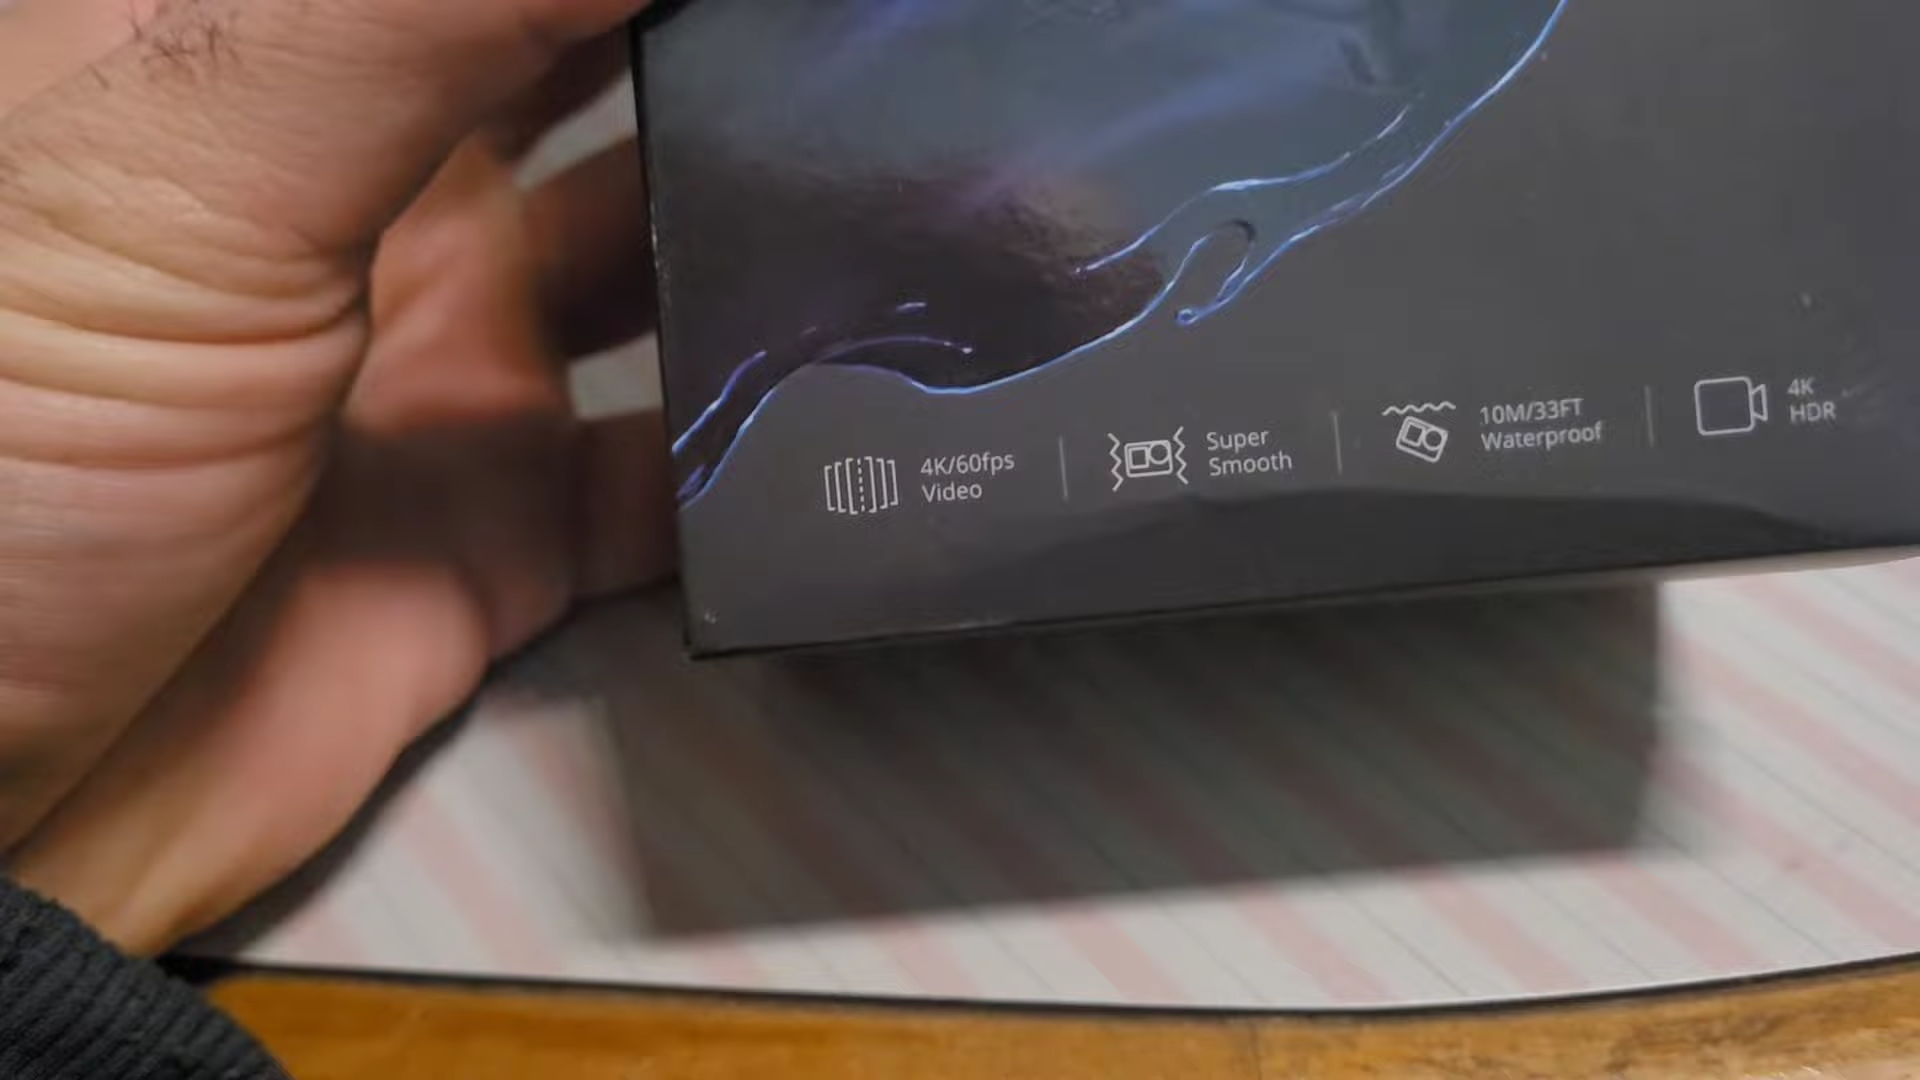 4K/60fps
Video
Super
Smooth
10M/33FT
Waterproof
4K
HDR